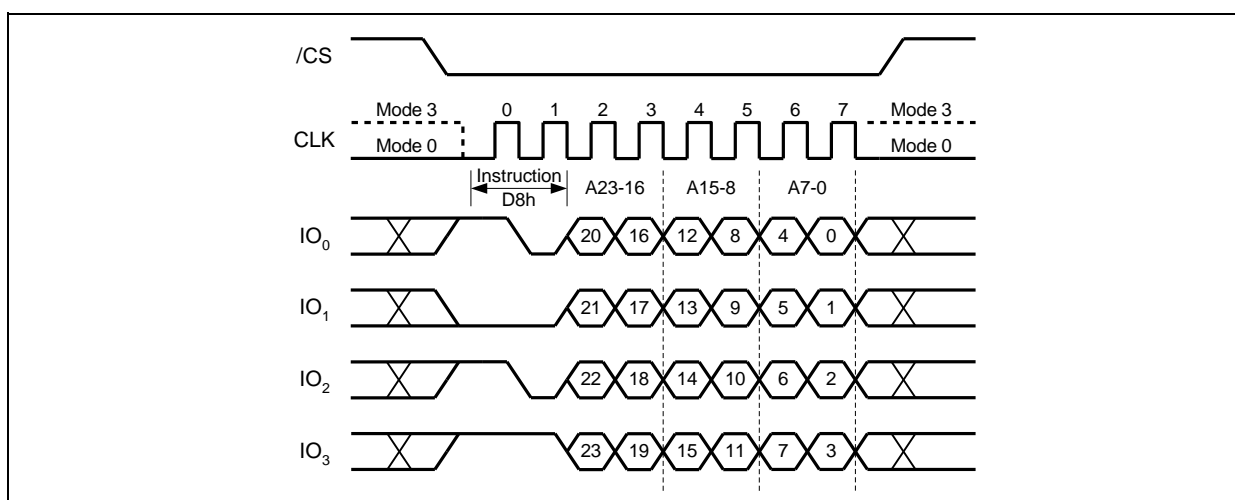 /CS
Mode 3 0 1 2 3 4 5 6 7 Mode 3
CLK
Mode 0 Mode 0
Instruction
D8h
A23-16 A15-8 A7-0
IO0 20 16 12 8 4 0
IO1 21 17 13 9 5 1
IO2 22 18 14 10 6 2
IO3 23 19 15 11 7 3